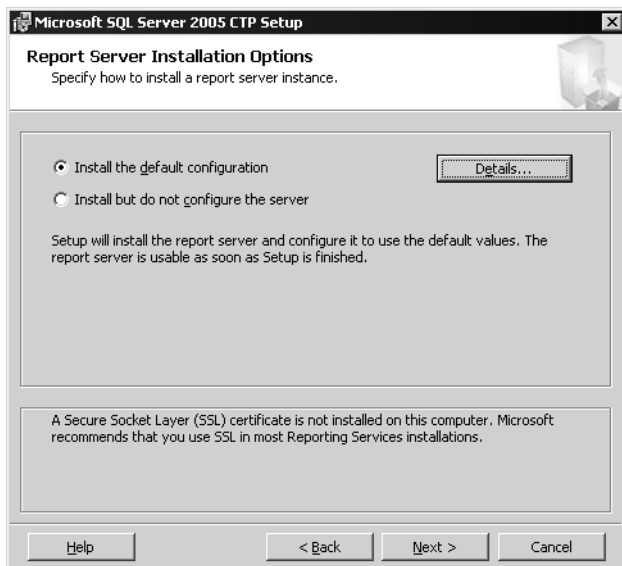 Microsoft SQL Server 2005 CTP Setup
Report Server Installation Options
Specify how to install a report server instance.
Install the default configuration
Details...
Install but do not configure the server
Setup will install the report server and configure it to use the default values. The
report server is usable as soon as Setup is finished.
A Secure Socket Layer (SSL) certificate is not installed on this computer. Microsoft
recommends that you use SSL in most Reporting Services installations.
Help
< Back
Next >
Cancel